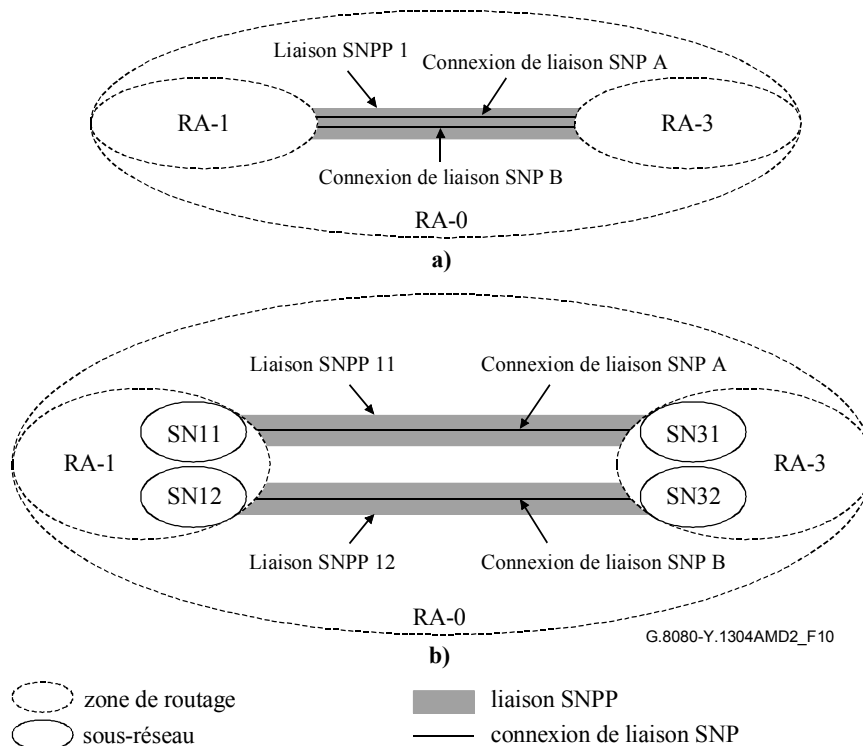 Liaison SNPP 1
Connexion de liaison SNP A
RA-1
RA-3
Connexion de liaison SNP B
RA-0
a)
Liaison SNPP 11
Connexion de liaison SNP A
SN11
SN31
RA-1
RA-3
SN12
SN32
Liaison SNPP 12
Connexion de liaison SNP B
RA-0
G.8080-Y.1304AMD2_F10
b)
zone de routage
liaison SNPP
sous-réseau
connexion de liaison SNP